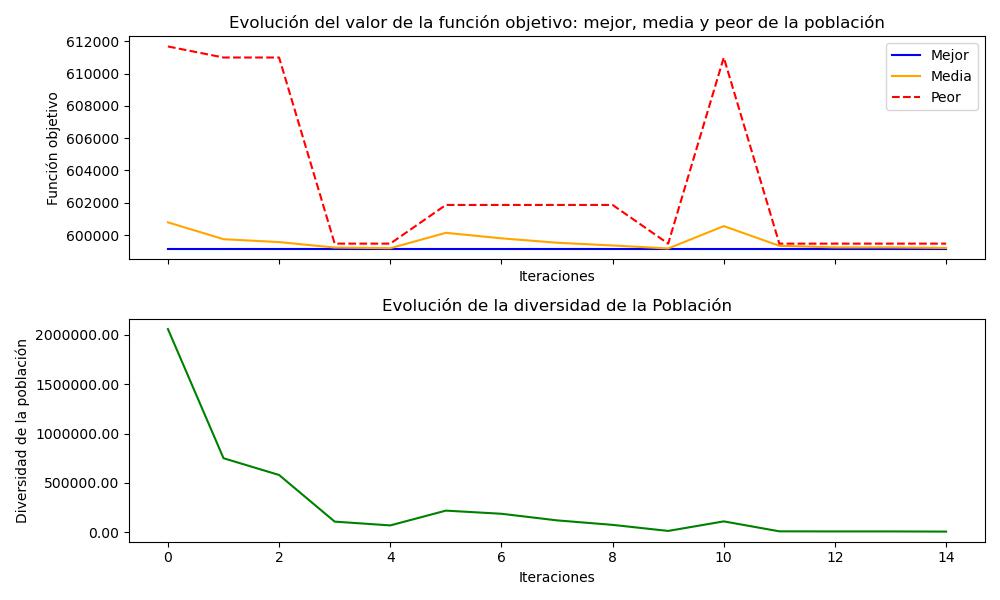 Evolución del valor de la función objetivo: mejor, media y peor de la población
612000
610000
608000
606000
604000
602000
600000
Función objetivo
Mejor
Media
Peor
Iteraciones
Evolución de la diversidad de la Población
2000000.00
1500000.00
1000000.00
500000.00
0.00
Diversidad de la población
0 2 4 6 8 10 12 14
Iteraciones